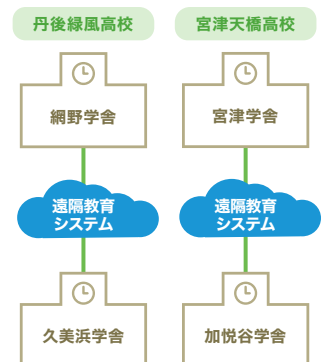 丹後緑風高校
宮津天橋高校
網野学舎
宮津学舎
遠隔教育
システム
遠隔教育
システム
久美浜学舎
加悦谷学舎